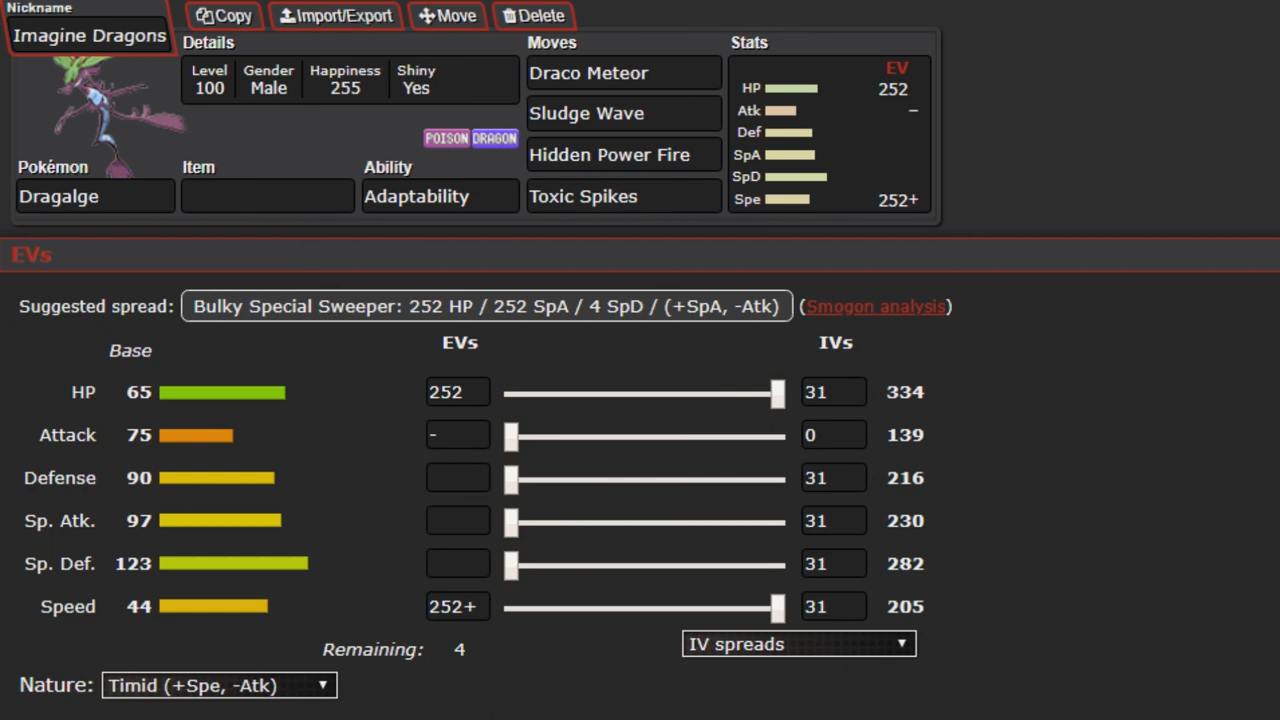 Nickname
Imagine Dragons
Copy
Import/Export
Move
Delete
Details
Level
100
Gender
Male
Happiness
255
Shiny
Yes
POISON DRAGON
Pokémon
Dragalge
Item
Ability
Adaptability
Moves
Draco Meteor
Sludge Wave
Hidden Power Fire
Toxic Spikes
Stats
EV
HP 252
Atk –
Def
SpA
SpD
Spe 252+
EVs
Suggested spread: Bulky Special Sweeper: 252 HP / 252 SpA / 4 SpD / (+SpA, -Atk) (Smogon analysis)
Base EVs IVs
HP 65 252 31 334
Attack 75 - 0 139
Defense 90 31 216
Sp. Atk. 97 31 230
Sp. Def. 123 31 282
Speed 44 252+ 31 205
Remaining: 4
IV spreads
Nature: Timid (+Spe, -Atk)